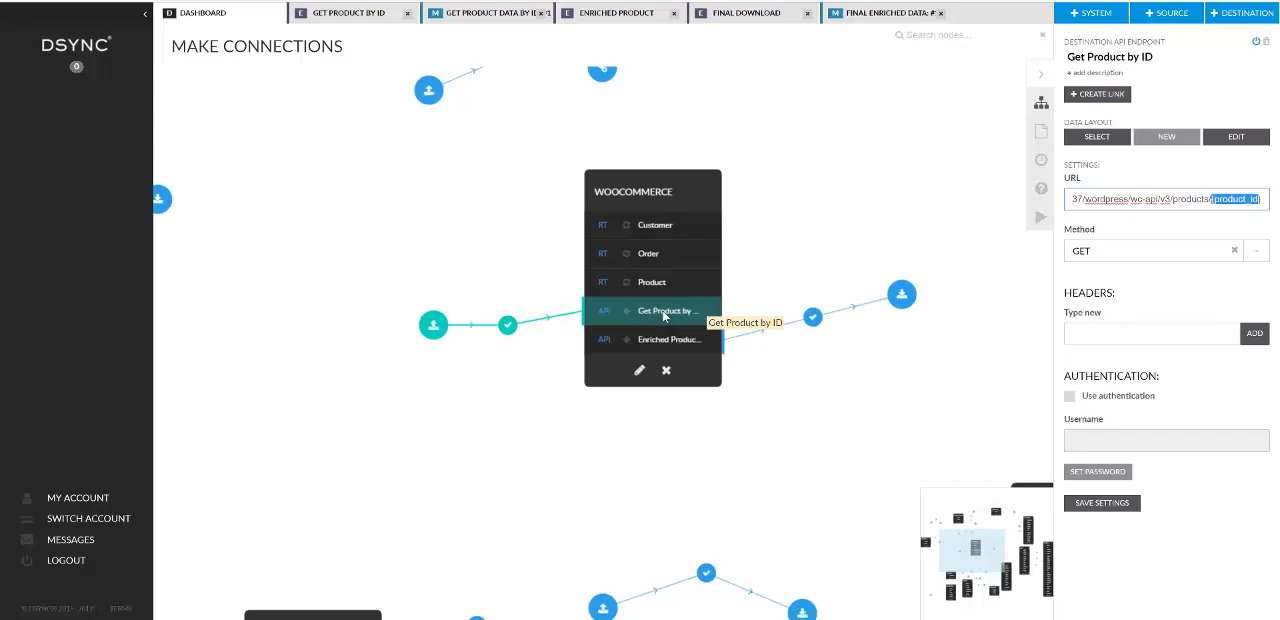 D DASHBOARD
E GET PRODUCT BY ID
M GET PRODUCT DATA BY ID
E ENRICHED PRODUCT
E FINAL DOWNLOAD
M FINAL ENRICHED DATA:
+ SYSTEM
+ SOURCE
+ DESTINATION
DSYNC
0
MAKE CONNECTIONS
Search nodes...
WOOCOMMERCE
RT Customer
RT Order
RT Product
API Get Product by ...
API Enriched Produc...
Get Product by ID
DESTINATION API ENDPOINT
Get Product by ID
+ add description
+ CREATE LINK
DATA LAYOUT
SELECT
NEW
EDIT
SETTINGS:
URL
37/wordpress/wc-api/v3/products/{product_id}
Method
GET
HEADERS:
Type new
ADD
AUTHENTICATION:
Use authentication
Username
SET PASSWORD
SAVE SETTINGS
MY ACCOUNT
SWITCH ACCOUNT
MESSAGES
LOGOUT
TERMS